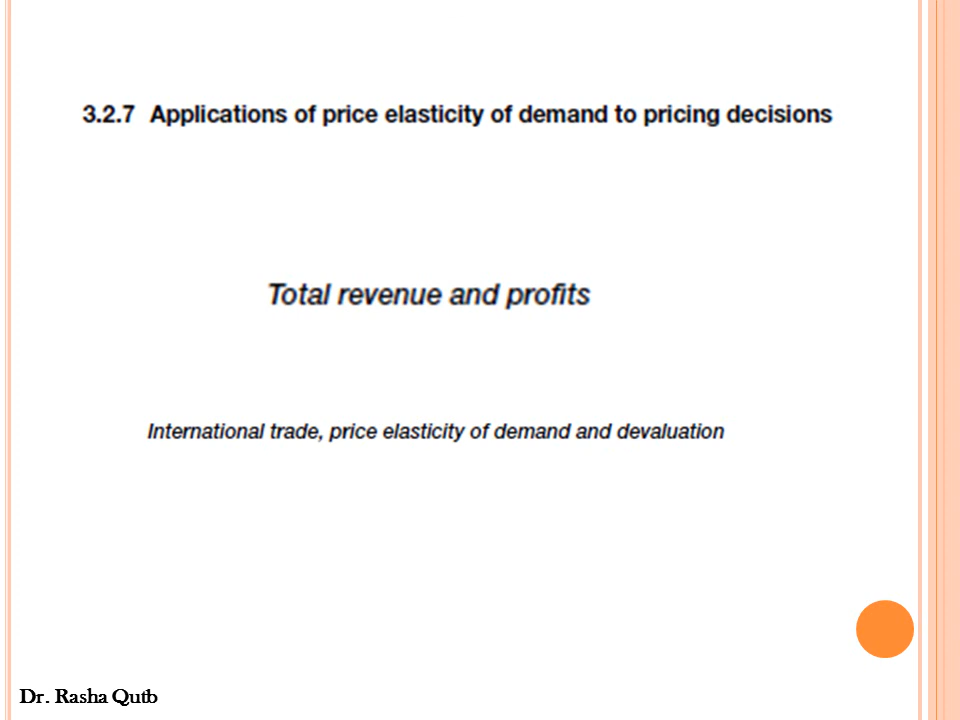 3.2.7 Applications of price elasticity of demand to pricing decisions
Total revenue and profits
International trade, price elasticity of demand and devaluation
Dr. Rasha Qutb